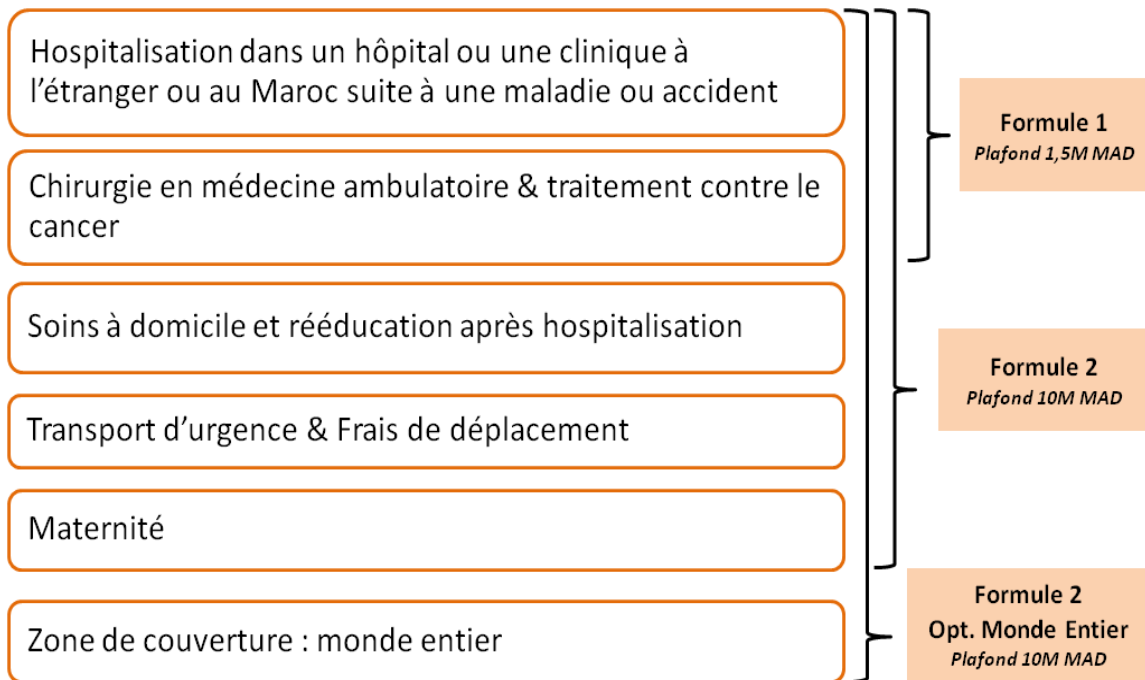 Hospitalisation dans un hôpital ou une clinique à
l'étranger ou au Maroc suite à une maladie ou accident
Chirurgie en médecine ambulatoire & traitement contre le
cancer
Soins à domicile et rééducation après hospitalisation
Transport d'urgence & Frais de déplacement
Maternité
Zone de couverture : monde entier
Formule 1
Plafond 1,5M MAD
Formule 2
Plafond 10M MAD
Formule 2
Opt. Monde Entier
Plafond 10M MAD